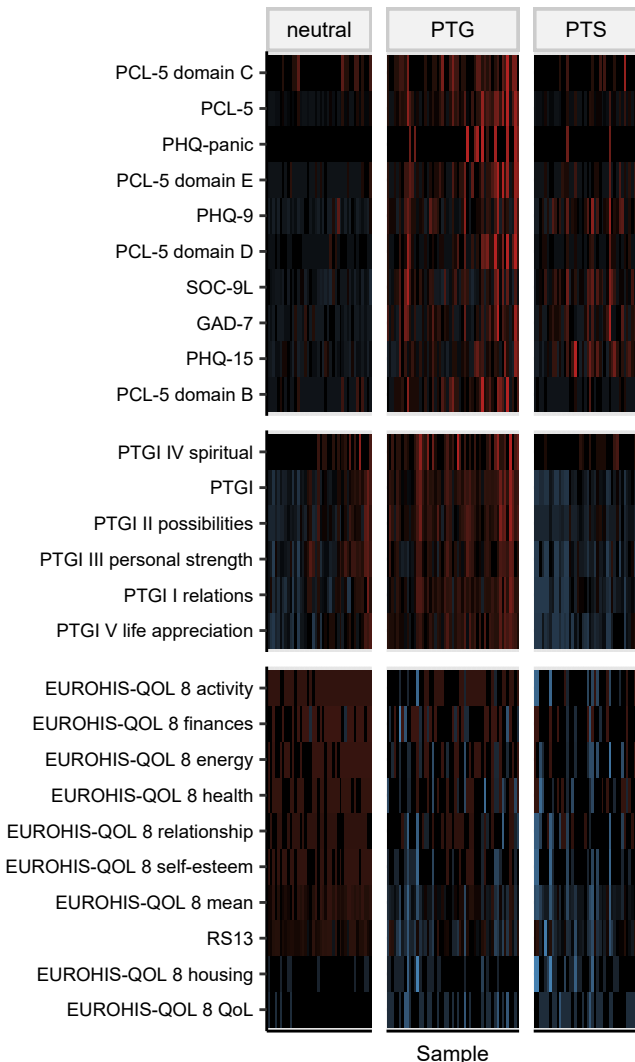 neutral PTG PTS
PCL-5 domain C
PCL-5
PHQ-panic
PCL-5 domain E
PHQ-9
PCL-5 domain D
SOC-9L
GAD-7
PHQ-15
PCL-5 domain B
PTGI IV spiritual
PTGI
PTGI II possibilities
PTGI III personal strength
PTGI I relations
PTGI V life appreciation
EUROHIS-QOL 8 activity
EUROHIS-QOL 8 finances
EUROHIS-QOL 8 energy
EUROHIS-QOL 8 health
EUROHIS-QOL 8 relationship
EUROHIS-QOL 8 self-esteem
EUROHIS-QOL 8 mean
RS13
EUROHIS-QOL 8 housing
EUROHIS-QOL 8 QoL
Sample